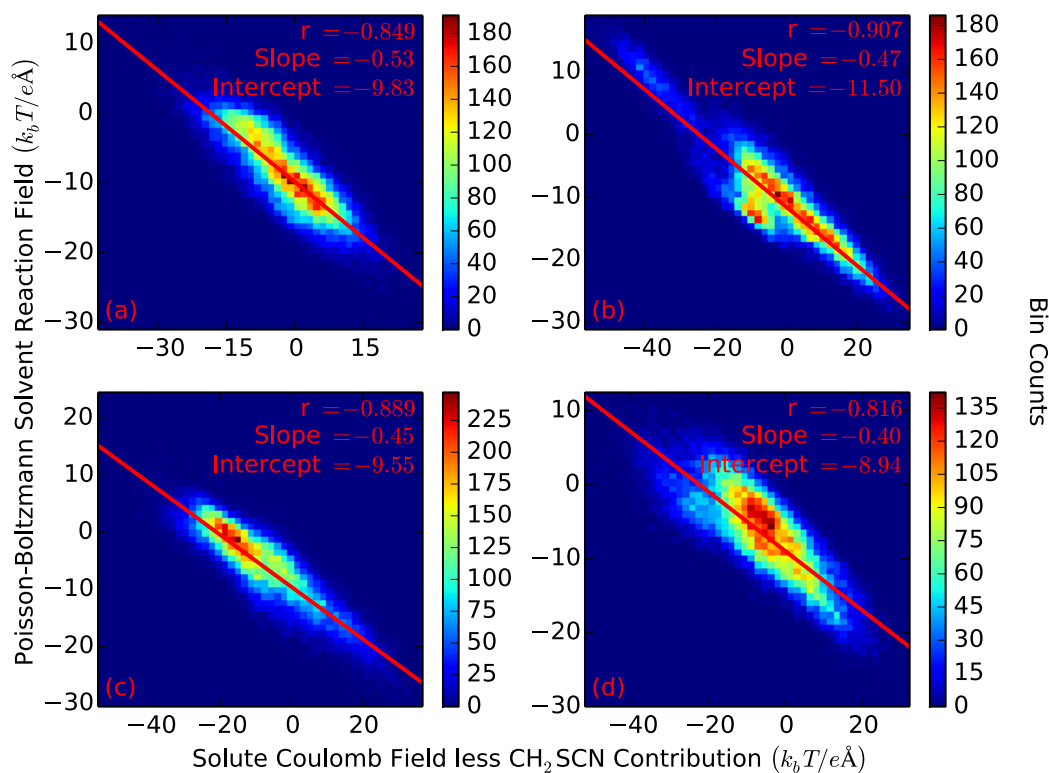 Poisson-Boltzmann Solvent Reaction Field (k_bT/eÅ)
r =−0.849
Slope =−0.53
Intercept =−9.83
(a)
10
0
−10
−20
−30
−30 −15 0 15
180
160
140
120
100
80
60
40
20
0
r =−0.907
Slope =−0.47
Intercept =−11.50
(b)
10
0
−10
−20
−30
−40 −20 0 20
180
160
140
120
100
80
60
40
20
0
Bin Counts
r =−0.889
Slope =−0.45
Intercept =−9.55
(c)
20
10
0
−10
−20
−30
−40 −20 0 20
225
200
175
150
125
100
75
50
25
0
r =−0.816
Slope =−0.40
Intercept =−8.94
(d)
10
0
−10
−20
−30
−40 −20 0 20
135
120
105
90
75
60
45
30
15
0
Solute Coulomb Field less CH₂SCN Contribution (k_bT/eÅ)